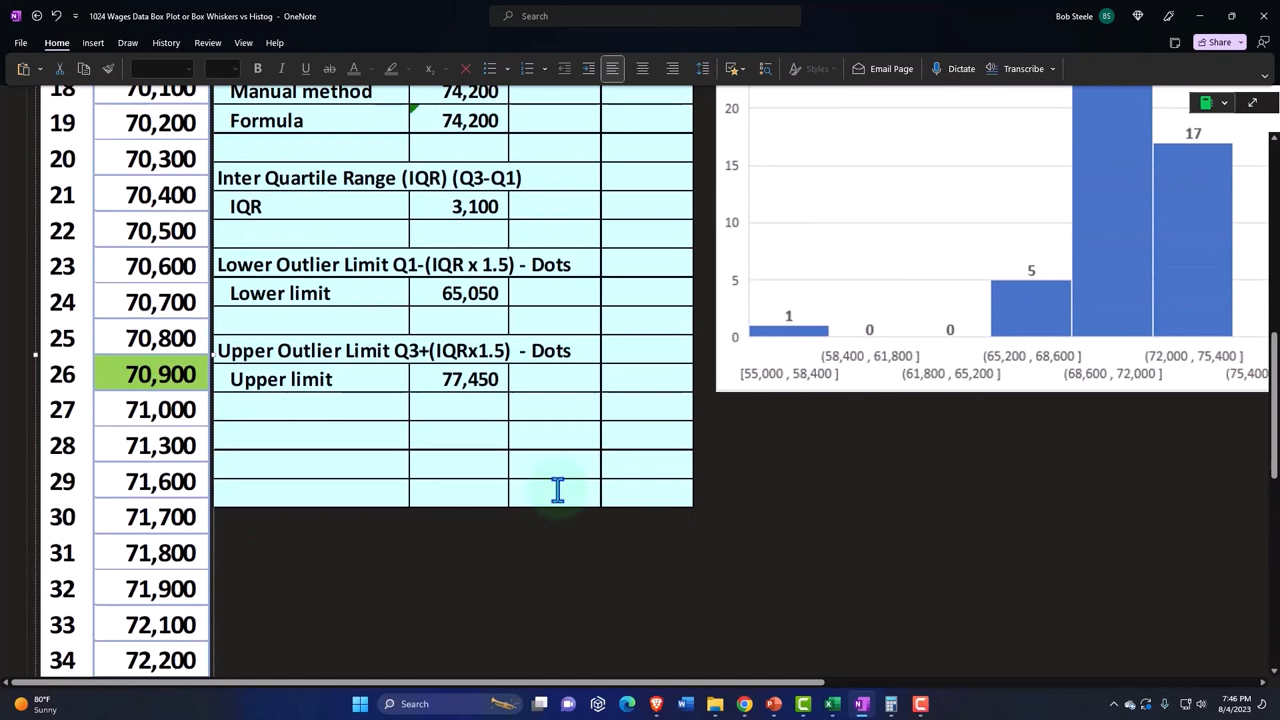 1024 Wages Data Box Plot or Box Whiskers vs Histog - OneNote
Search
Bob Steele
BS
File
Home
Insert
Draw
History
Review
View
Help
Styles
Email Page
Dictate
Transcribe
Share
18 70,100
19 70,200
20 70,300
21 70,400
22 70,500
23 70,600
24 70,700
25 70,800
26 70,900
27 71,000
28 71,300
29 71,600
30 71,700
31 71,800
32 71,900
33 72,100
34 72,200
Manual method 74,200
Formula 74,200
Inter Quartile Range (IQR) (Q3-Q1)
IQR 3,100
Lower Outlier Limit Q1-(IQR x 1.5) - Dots
Lower limit 65,050
Upper Outlier Limit Q3+(IQRx1.5) - Dots
Upper limit 77,450
20
15
10
5
0
1
0
0
5
17
(58,400 , 61,800 ] (65,200 , 68,600 ] (72,000 , 75,400 ]
[55,000 , 58,400 ] (61,800 , 65,200 ] (68,600 , 72,000 ] (75,400
80°F
Sunny
Search
7:46 PM
8/4/2023